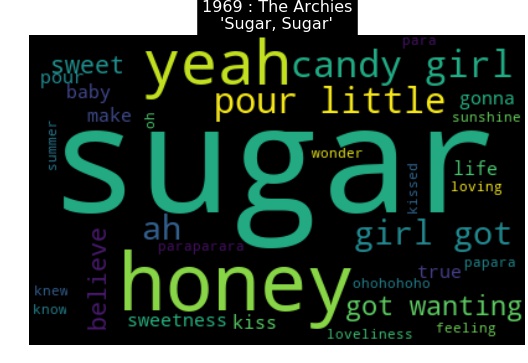 1969 : The Archies
'Sugar, Sugar'
para
sweet
yeah
candy girl
pour
baby
pour little
gonna
make
oh
sunshine
summer
sugar
wonder
life
kissed
loving
ah
girl got
believe
paraparara
papara
true
honey
ohohohoho
knew
got wanting
know
sweetness
kiss
feeling
loveliness